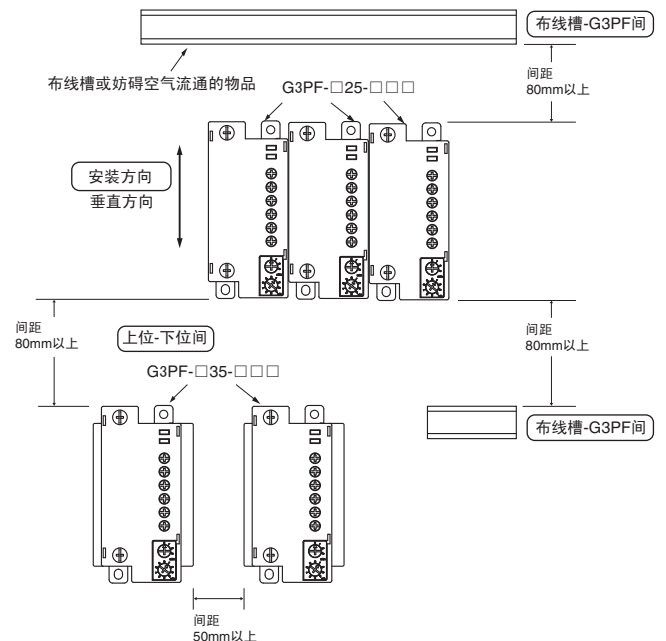 布线槽-G3PF间
布线槽或妨碍空气流通的物品
间距
80mm以上
G3PF-□25-□□□
安装方向
垂直方向
间距
80mm以上
上位-下位间
间距
80mm以上
G3PF-□35-□□□
布线槽-G3PF间
间距
50mm以上